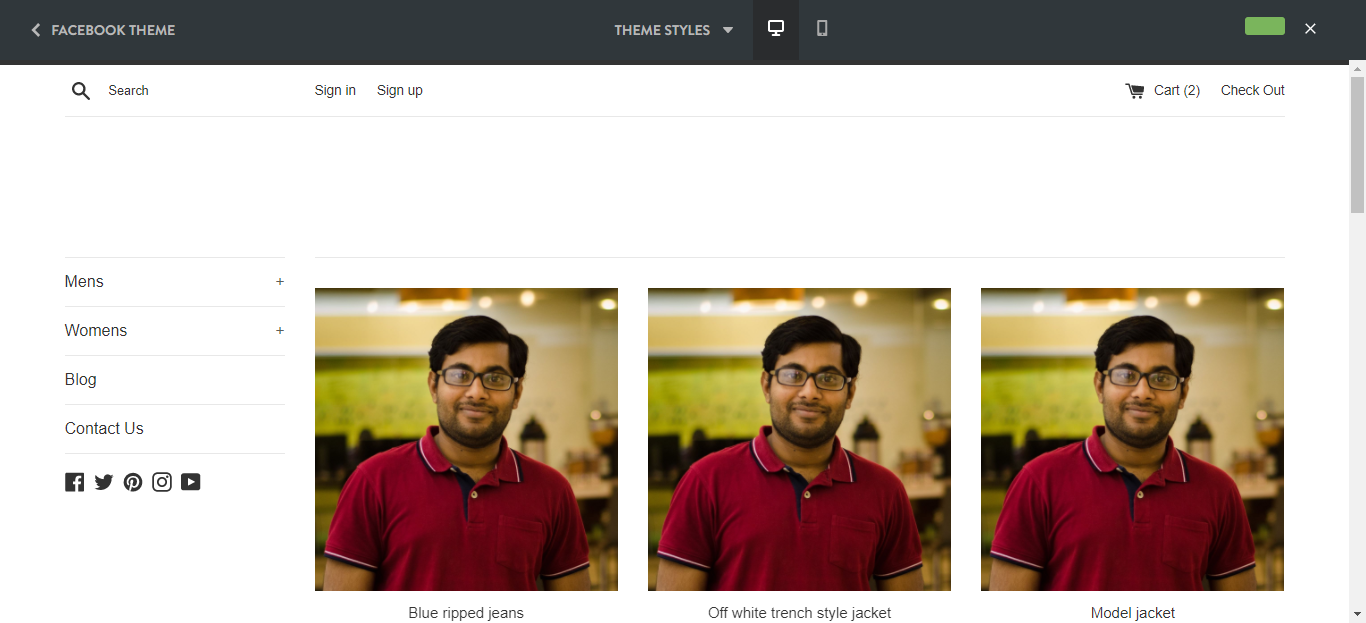 FACEBOOK THEME
THEME STYLES
Search
Sign in
Sign up
Cart (2)
Check Out
Mens +
Womens +
Blog
Contact Us
Blue ripped jeans
Off white trench style jacket
Model jacket